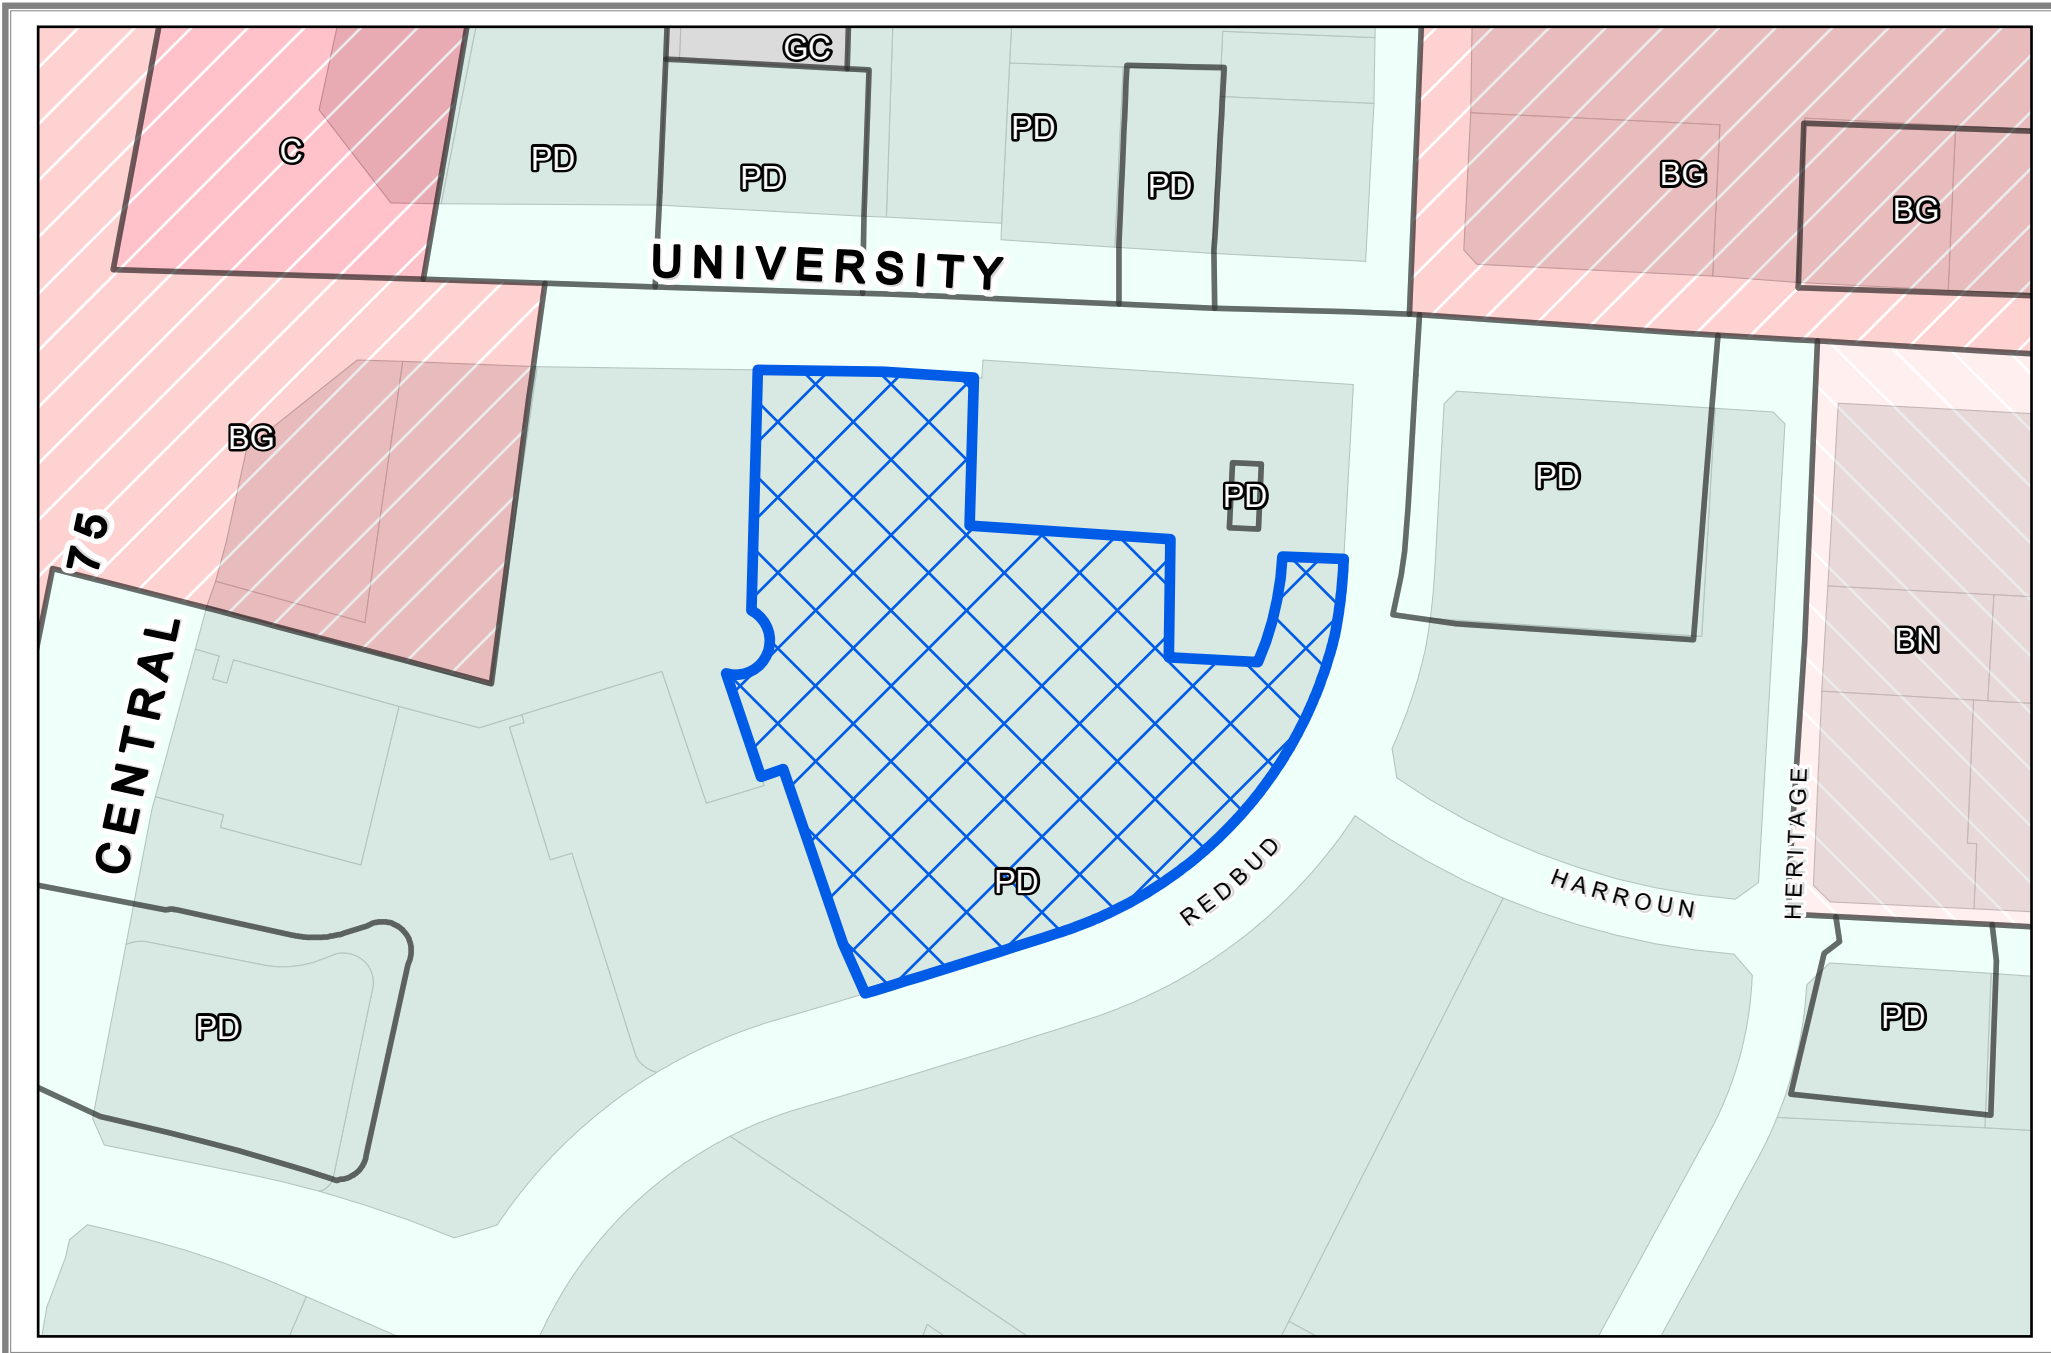 GC
C
PD
PD
PD
PD
BG
BG
UNIVERSITY
BG
PD
PD
75
CENTRAL
BN
PD
REDBUD
HARROUN
HERITAGE
PD
PD